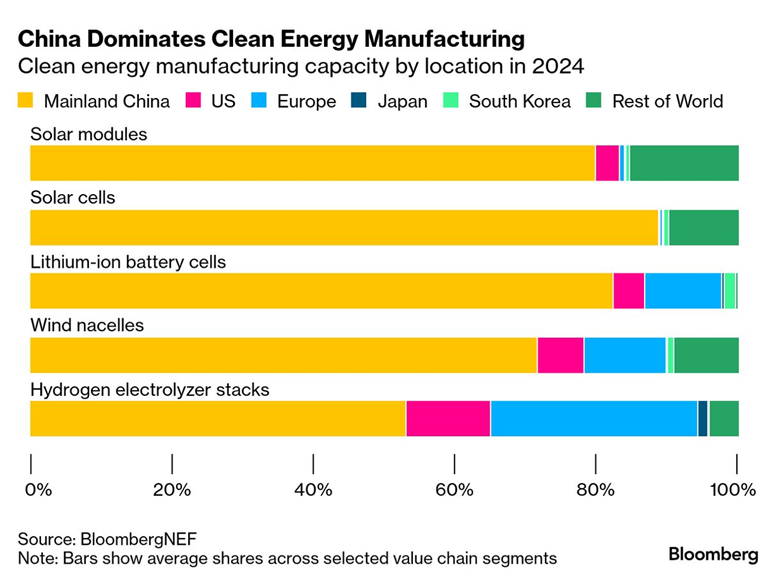 China Dominates Clean Energy Manufacturing
Clean energy manufacturing capacity by location in 2024
Mainland China US Europe Japan South Korea Rest of World
Solar modules
Solar cells
Lithium-ion battery cells
Wind nacelles
Hydrogen electrolyzer stacks
0% 20% 40% 60% 80% 100%
Source: BloombergNEF
Note: Bars show average shares across selected value chain segments
Bloomberg